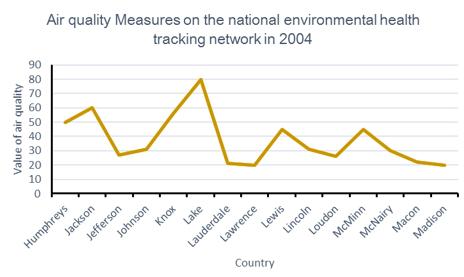 Air quality Measures on the national environmental health
tracking network in 2004
Value of air quality
90
80
70
60
50
40
30
20
10
0
Humphreys
Jackson
Jefferson
Johnson
Knox
Lake
Lauderdale
Lawrence
Lewis
Lincoln
Loudon
McMinn
McNairy
Macon
Madison
Country